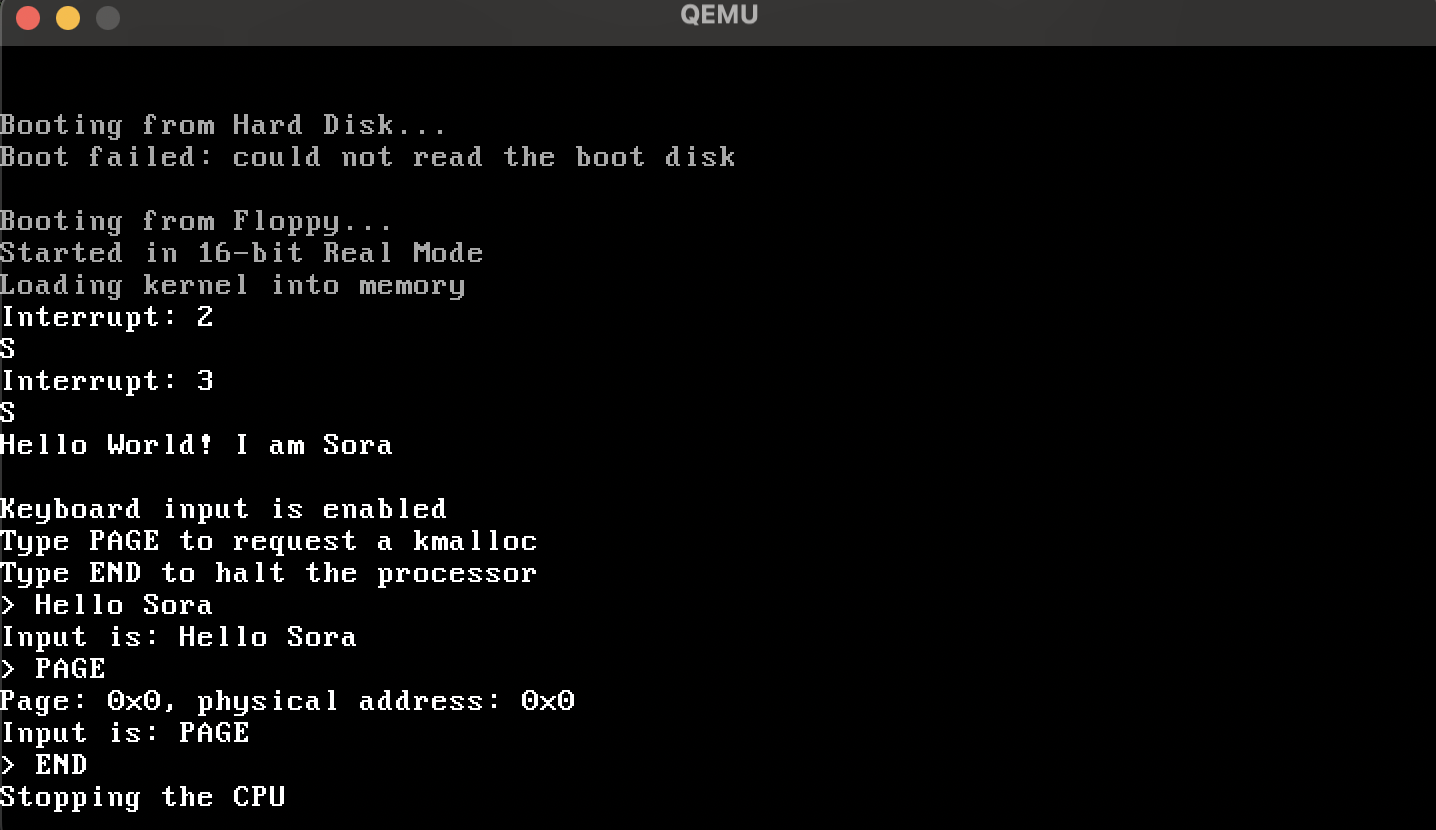 QEMU
Booting from Hard Disk...
Boot failed: could not read the boot disk
Booting from Floppy...
Started in 16-bit Real Mode
Loading kernel into memory
Interrupt: 2
S
Interrupt: 3
S
Hello World! I am Sora
Keyboard input is enabled
Type PAGE to request a kmalloc
Type END to halt the processor
> Hello Sora
Input is: Hello Sora
> PAGE
Page: 0x0, physical address: 0x0
Input is: PAGE
> END
Stopping the CPU